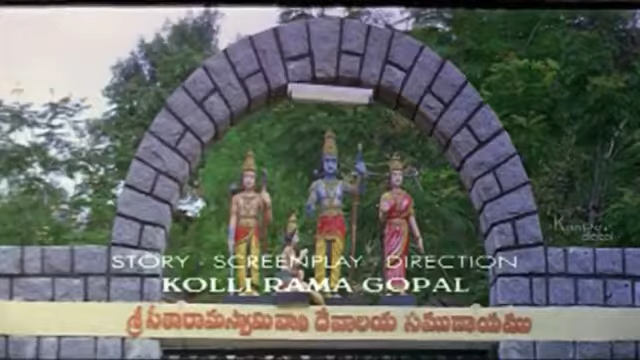 STORY - SCREENPLAY - DIRECTION
KOLLI RAMA GOPAL
శ్రీ సీతారామస్వామి వారి దేవాలయ సముదాయము